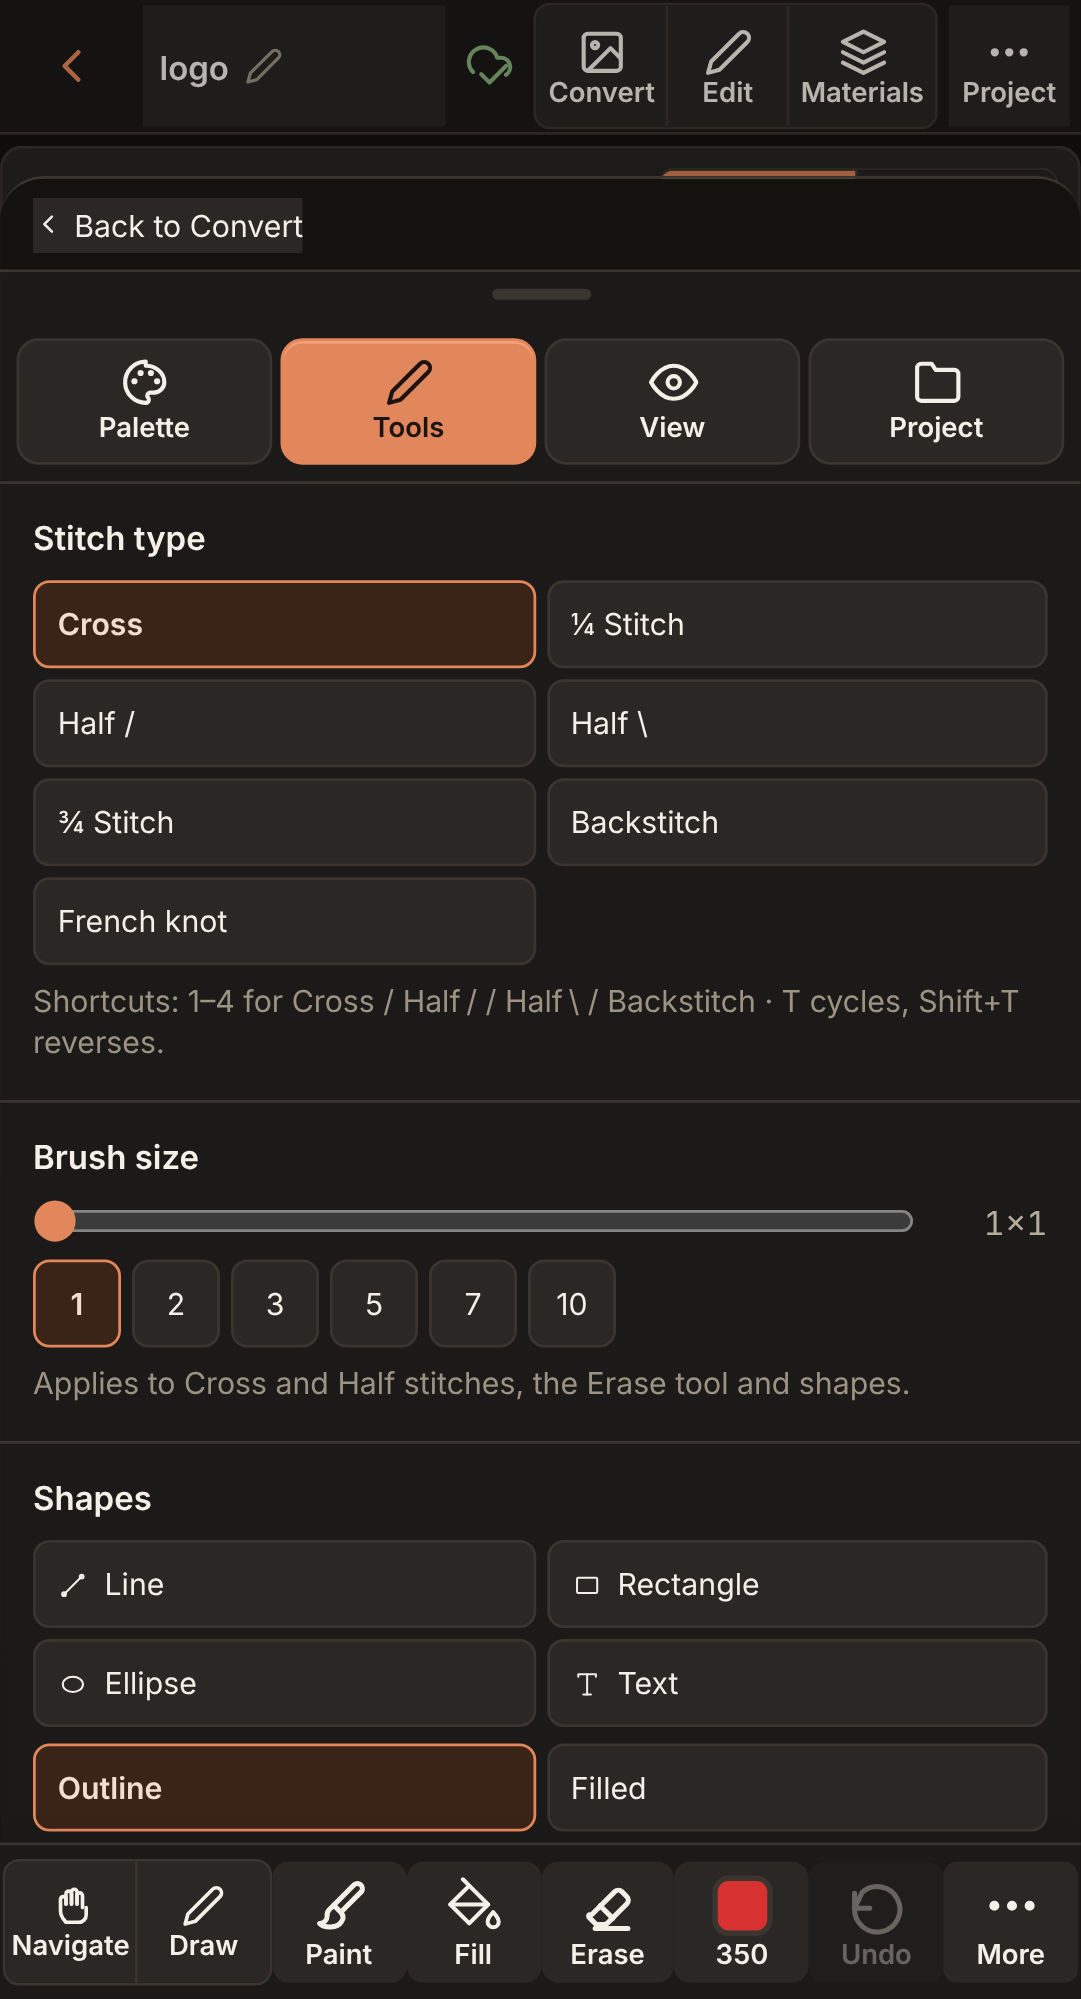 logo
Convert
Edit
Materials
Project
Back to Convert
Palette
Tools
View
Project
Stitch type
Cross
¼ Stitch
Half /
Half \
¾ Stitch
Backstitch
French knot
Shortcuts: 1–4 for Cross / Half / / Half \ / Backstitch · T cycles, Shift+T
reverses.
Brush size
1×1
1
2
3
5
7
10
Applies to Cross and Half stitches, the Erase tool and shapes.
Shapes
Line
Rectangle
Ellipse
Text
Outline
Filled
Navigate
Draw
Paint
Fill
Erase
350
Undo
More